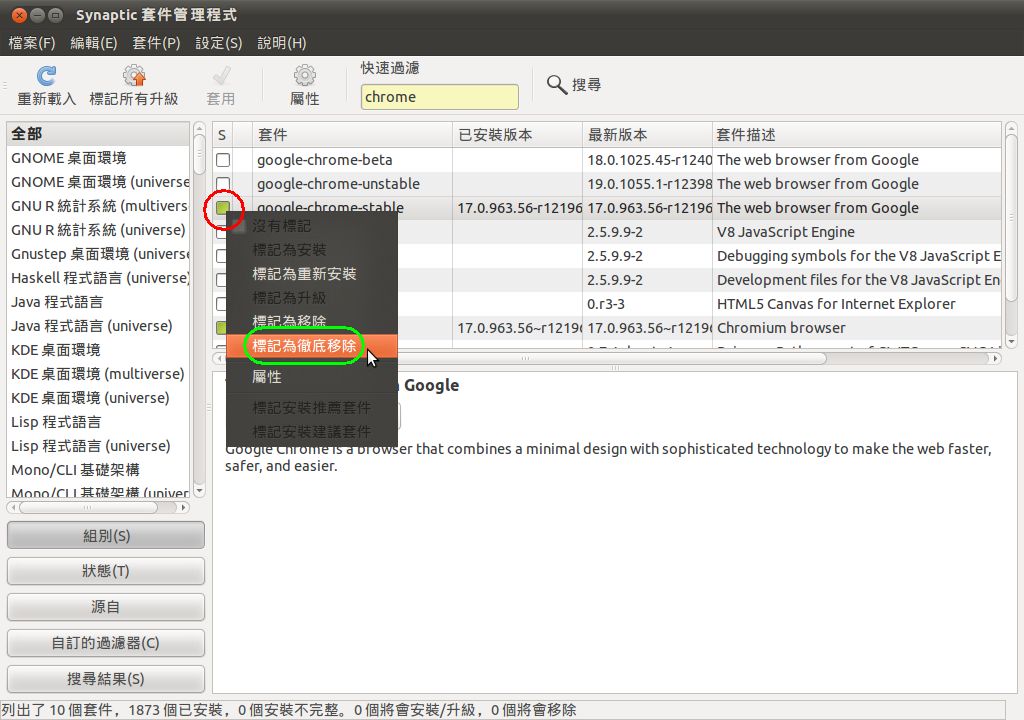 Synaptic 套件管理程式
檔案(F) 編輯(E) 套件(P) 設定(S) 說明(H)
快速過濾
重新載入 標記所有升級 套用 屬性 chrome 搜尋
全部
GNOME 桌面環境
GNOME 桌面環境 (universe
GNU R 統計系統 (multivers
GNU R 統計系統 (universe)
Gnustep 桌面環境 (universe
Haskell 程式語言 (universe)
Java 程式語言
Java 程式語言 (universe)
KDE 桌面環境
KDE 桌面環境 (multiverse)
KDE 桌面環境 (universe)
Lisp 程式語言
Lisp 程式語言 (universe)
Mono/CLI 基礎架構
Mono/CLI 基礎架構 (univer
組別(S)
狀態(T)
源自
自訂的過濾器(C)
搜尋結果(S)
S 套件 已安裝版本 最新版本 套件描述
google-chrome-beta 18.0.1025.45-r1240 The web browser from Google
google-chrome-unstable 19.0.1055.1-r12398 The web browser from Google
google-chrome-stable 17.0.963.56-r12196 17.0.963.56-r12196 The web browser from Google
2.5.9.9-2 V8 JavaScript Engine
2.5.9.9-2 Debugging symbols for the V8 JavaScript E
2.5.9.9-2 Development files for the V8 JavaScript En
0.r3-3 HTML5 Canvas for Internet Explorer
17.0.963.56~r12196 17.0.963.56~r12196 Chromium browser
沒有標記
標記為安裝
標記為重新安裝
標記為升級
標記為移除
標記為徹底移除
屬性
標記安裝推薦套件
標記安裝建議套件
Google
Google Chrome is a browser that combines a minimal design with sophisticated technology to make the web faster,
safer, and easier.
列出了 10 個套件，1873 個已安裝，0 個安裝不完整。0 個將會安裝/升級，0 個將會移除